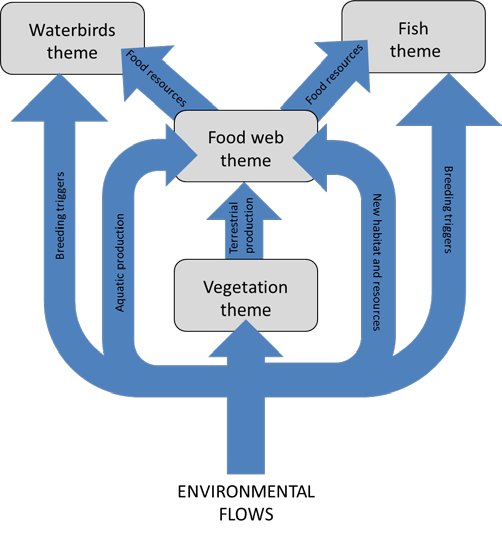 Waterbirds
theme
Fish
theme
Food resources
Food resources
Food web
theme
Breeding triggers
Aquatic production
Terrestrial
production
New habitat and resources
Breeding triggers
Vegetation
theme
ENVIRONMENTAL
FLOWS